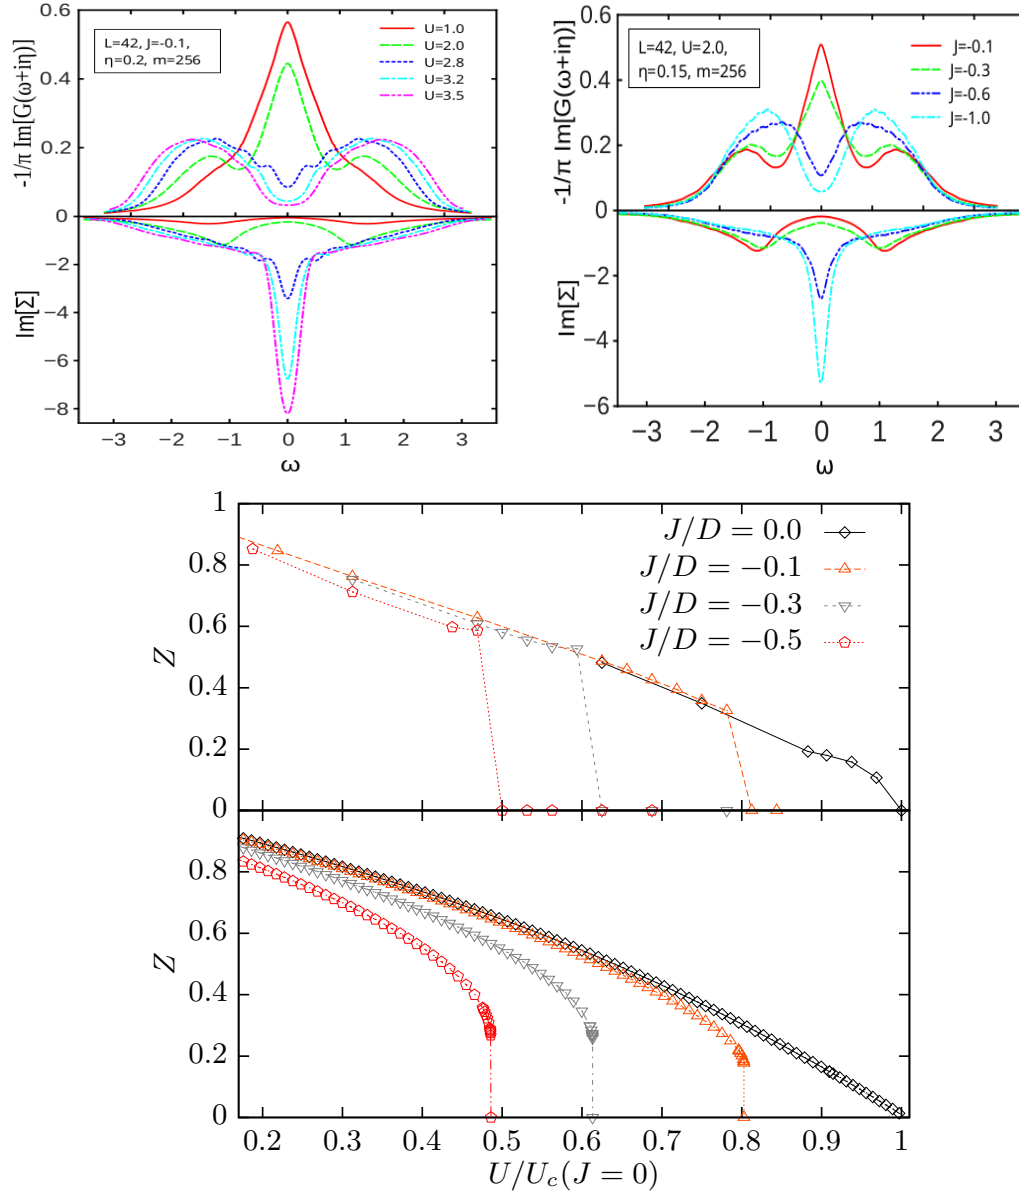 -1/π Im[G(ω+iη)]
0.6
0.4
0.2
0
−2
−4
−6
−8
Im[Σ]
L=42, J=-0.1,
η=0.2, m=256
U=1.0
U=2.0
U=2.8
U=3.2
U=3.5
−3 −2 −1 0 1 2 3
ω
-1/π Im[G(ω+iη)]
0.6
0.4
0.2
0
−2
−4
−6
Im[Σ]
L=42, U=2.0,
η=0.15, m=256
J=-0.1
J=-0.3
J=-0.6
J=-1.0
−3 −2 −1 0 1 2 3
ω
Z
1
0.8
0.6
0.4
0.2
0
J/D = 0.0
J/D = −0.1
J/D = −0.3
J/D = −0.5
Z
0.8
0.6
0.4
0.2
0
0.2 0.3 0.4 0.5 0.6 0.7 0.8 0.9 1
U/Uc(J = 0)